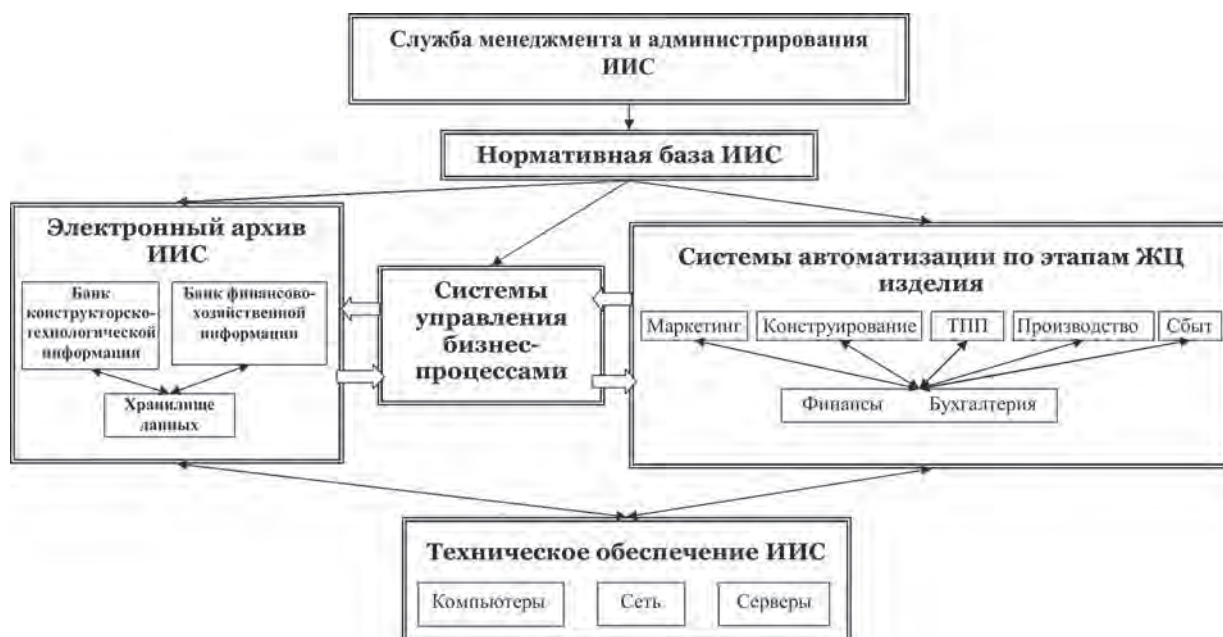 Служба менеджмента и администрирования
ИИС
Нормативная база ИИС
Электронный архив
ИИС
Банк
конструкторско-
технологической
информации
Банк финансово-
хозяйственной
информации
Хранилище
данных
Системы
управления
бизнес-
процессами
Системы автоматизации по этапам ЖЦ
изделия
Маркетинг
Конструирование
ТПП
Производство
Сбыт
Финансы Бухгалтерия
Техническое обеспечение ИИС
Компьютеры
Сеть
Серверы